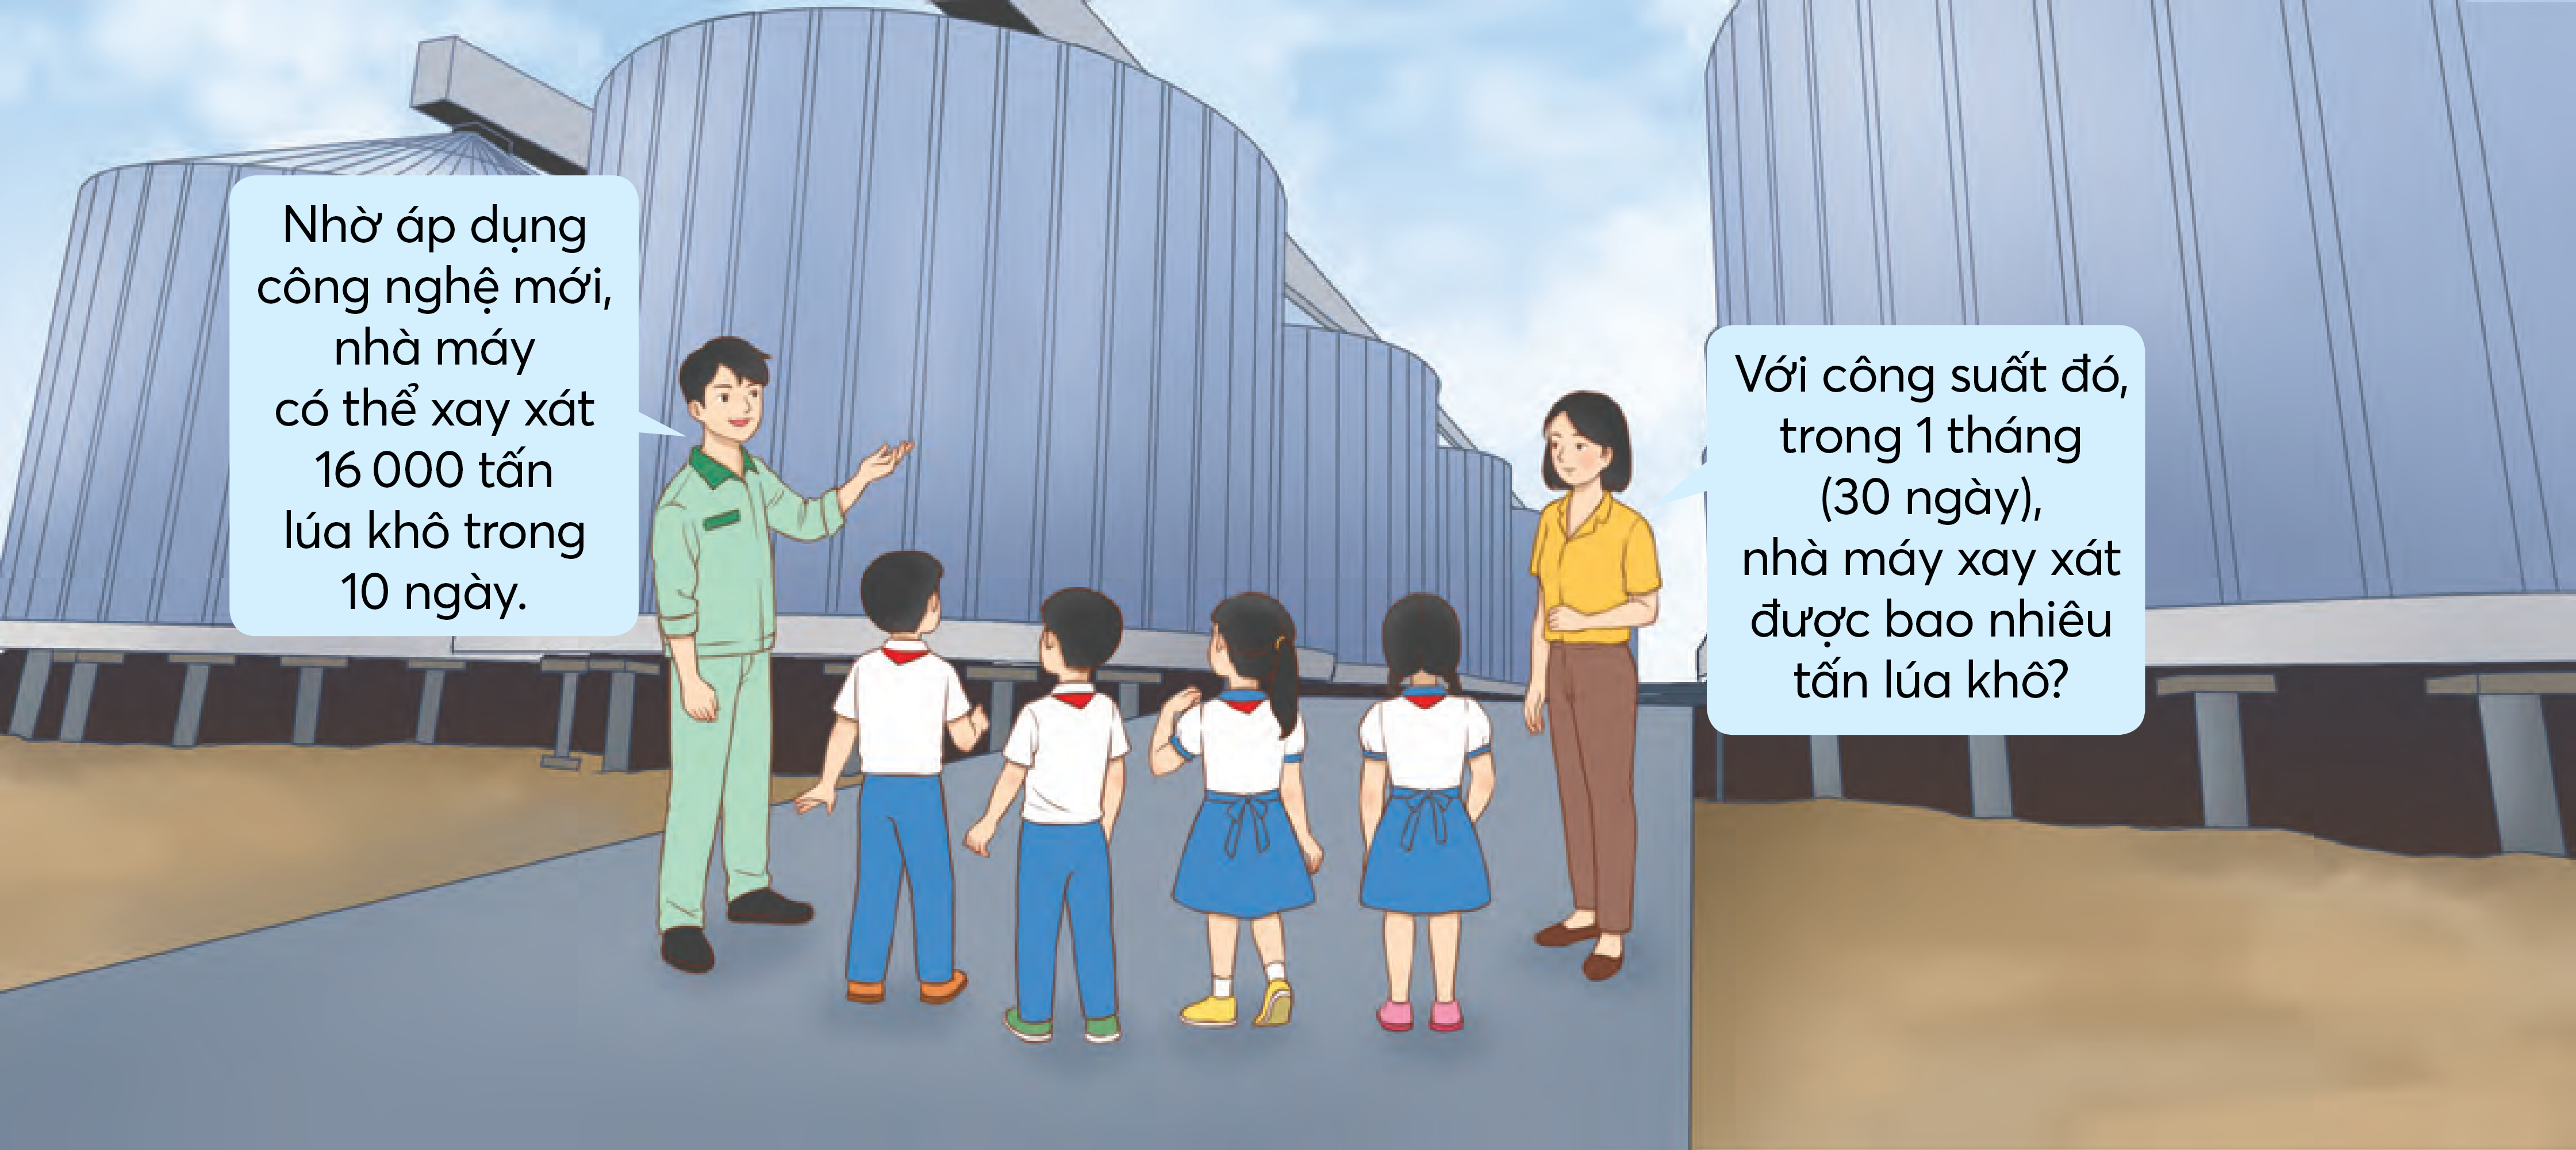 Nhờ áp dụng
công nghệ mới,
nhà máy
có thể xay xát
16 000 tấn
lúa khô trong
10 ngày.
Với công suất đó,
trong 1 tháng
(30 ngày),
nhà máy xay xát
được bao nhiêu
tấn lúa khô?